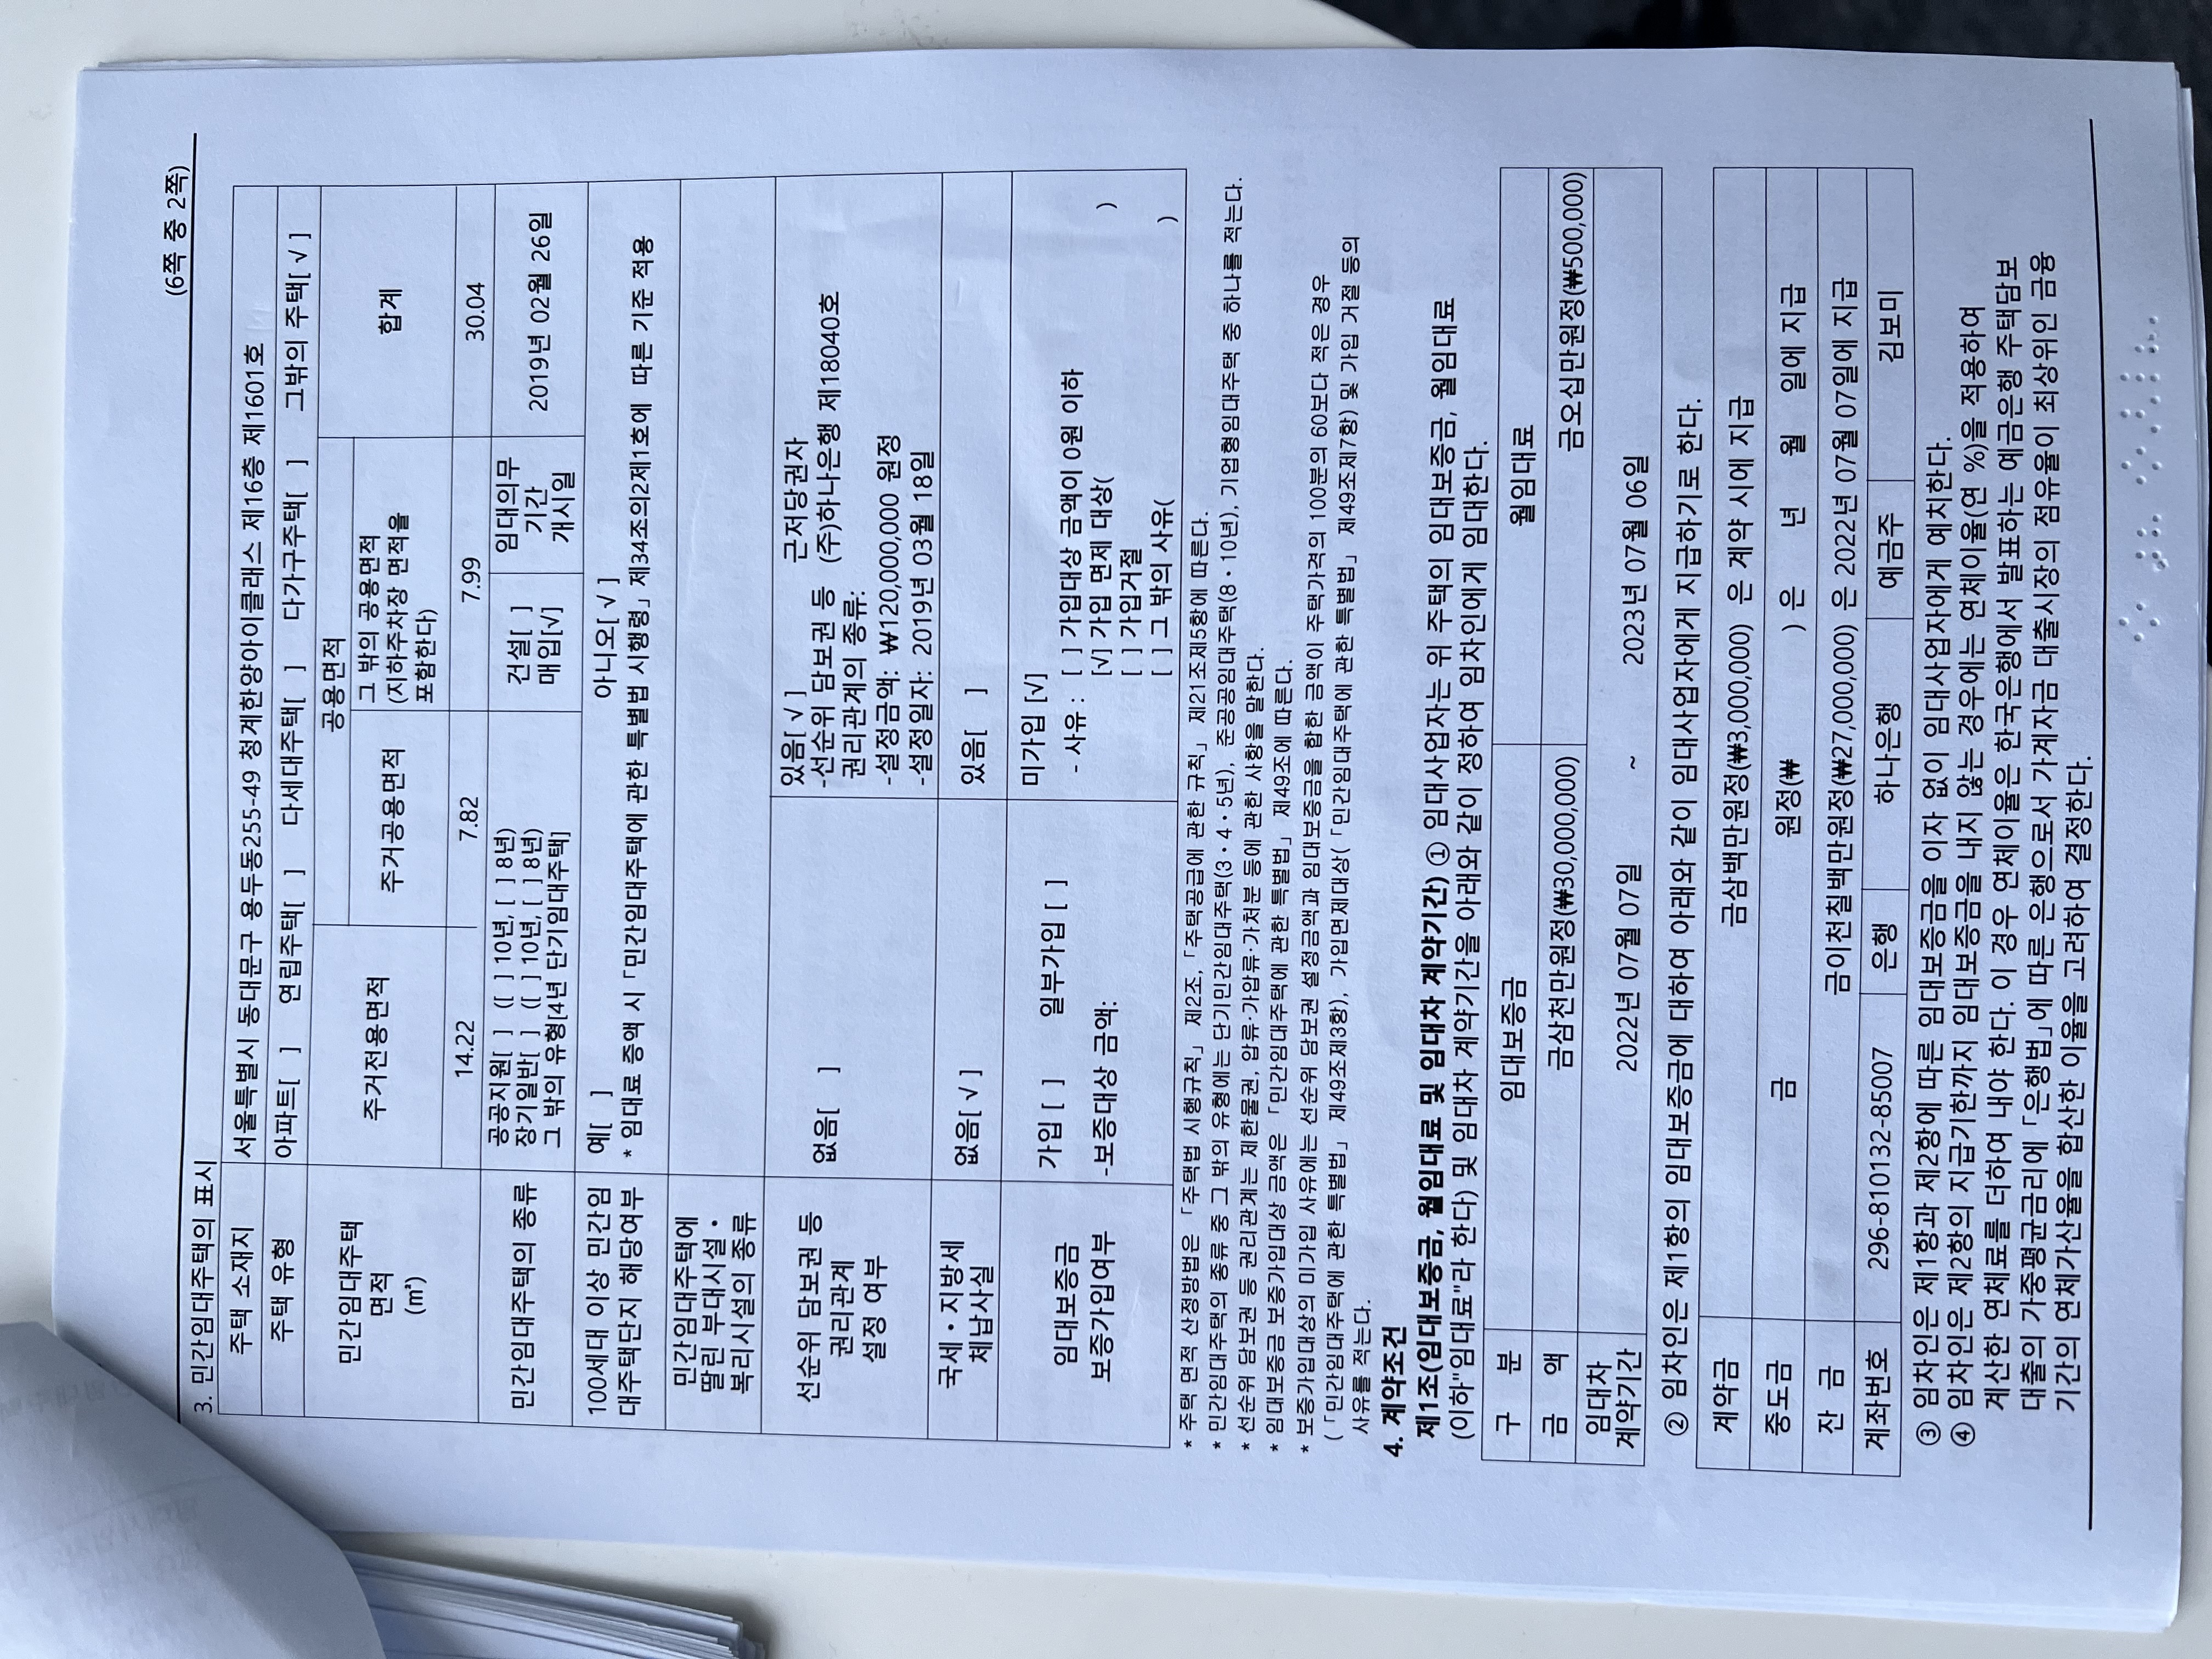 (6쪽 중 2쪽)
3. 민간임대주택의 표시
주택 소재지 서울특별시 동대문구 용두동255-49 청계한양아이클래스 제16층 제1601호
주택 유형 아파트[ ] 연립주택[ ] 다세대주택[ ] 다가구주택[ ] 그밖의 주택[ √ ]
민간임대주택
면적
(㎡)
주거전용면적
공용면적
주거공용면적
그 밖의 공용면적
(지하주차장 면적을
포함한다)
합계
14.22 7.82 7.99 30.04
민간임대주택의 종류
공공지원[ ] ([ ] 10년, [ ] 8년)
장기일반[ ] ([ ] 10년, [ ] 8년)
그 밖의 유형[4년 단기임대주택]
건설[ ]
매입[√]
임대의무
기간
개시일
2019년 02월 26일
100세대 이상 민간임
대주택단지 해당여부
예[ ] 아니오[ √ ]
* 임대료 증액 시「민간임대주택에 관한 특별법 시행령」제34조의2제1호에 따른 기준 적용
민간임대주택에
딸린 부대시설・
복리시설의 종류
선순위 담보권 등
권리관계
설정 여부
없음[ ]
있음[ √ ] 근저당권자
-선순위 담보권 등 (주)하나은행 제18040호
권리관계의 종류:
-설정금액: ₩120,000,000 원정
-설정일자: 2019년 03월 18일
국세・지방세
체납사실
없음[ √ ] 있음[ ]
임대보증금
보증가입여부
가입 [ ] 일부가입 [ ]
-보증대상 금액:
미가입 [√]
- 사유 : [ ] 가입대상 금액이 0원 이하
[√] 가입 면제 대상( )
[ ] 가입거절
[ ] 그 밖의 사유( )
* 주택 면적 산정방법은 「주택법 시행규칙」 제2조,「주택공급에 관한 규칙」 제21조제5항에 따른다.
* 민간임대주택의 종류 중 그 밖의 유형에는 단기민간임대주택(3・4・5년), 준공공임대주택(8・10년), 기업형임대주택 중 하나를 적는다.
* 선순위 담보권 등 권리관계는 제한물권, 압류·가압류·가처분 등에 관한 사항을 말한다.
* 임대보증금 보증가입대상 금액은 「민간임대주택에 관한 특별법」 제49조에 따른다.
* 보증가입대상의 미가입 사유에는 선순위 담보권 설정금액과 임대보증금을 합한 금액이 주택가격의 100분의 60보다 적은 경우
(「민간임대주택에 관한 특별법」 제49조제3항), 가입면제대상(「민간임대주택에 관한 특별법」 제49조제7항) 및 가입 거절 등의
사유를 적는다.
4. 계약조건
제1조(임대보증금, 월임대료 및 임대차 계약기간) ① 임대사업자는 위 주택의 임대보증금, 월임대료
(이하"임대료"라 한다) 및 임대차 계약기간을 아래와 같이 정하여 임차인에게 임대한다.
구 분 임대보증금 월임대료
금 액 금삼천만원정(₩30,000,000) 금오십만원정(₩500,000)
임대차
계약기간
2022년 07월 07일 ~ 2023년 07월 06일
② 임차인은 제1항의 임대보증금에 대하여 아래와 같이 임대사업자에게 지급하기로 한다.
계약금 금삼백만원정(₩3,000,000) 은 계약 시에 지급
중도금 금 원정(₩ ) 은 년 월 일에 지급
잔 금 금이천칠백만원정(₩27,000,000) 은 2022년 07월 07일에 지급
계좌번호 296-810132-85007 은행 하나은행 예금주 김보미
③ 임차인은 제1항과 제2항에 따른 임대보증금을 이자 없이 임대사업자에게 예치한다.
④ 임차인은 제2항의 지급기한까지 임대보증금을 내지 않는 경우에는 연체이율(연 %)을 적용하여
계산한 연체료를 더하여 내야 한다. 이 경우 연체이율은 한국은행에서 발표하는 예금은행 주택담보
대출의 가중평균금리에「은행법」에 따른 은행으로서 가계자금 대출시장의 점유율이 최상위인 금융
기간의 연체가산율을 합산한 이율을 고려하여 결정한다.